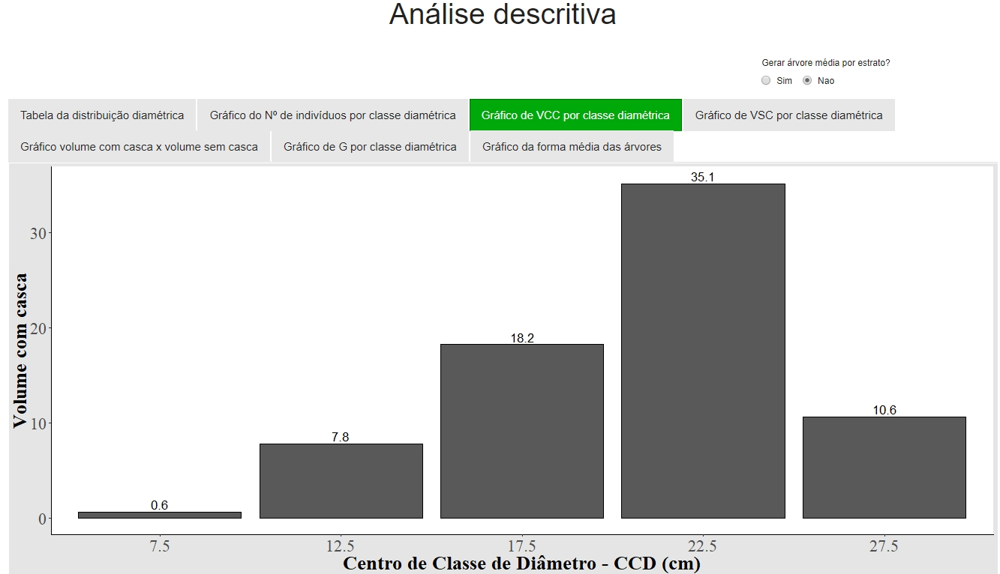 Análise descritiva
Gerar árvore média por estrato?
Sim Nao
Tabela da distribuição diamétrica Gráfico do Nº de indivíduos por classe diamétrica Gráfico de VCC por classe diamétrica Gráfico de VSC por classe diamétrica
Gráfico volume com casca x volume sem casca Gráfico de G por classe diamétrica Gráfico da forma média das árvores
Volume com casca
30
20
10
0
0.6
7.8
18.2
35.1
10.6
7.5 12.5 17.5 22.5 27.5
Centro de Classe de Diâmetro - CCD (cm)